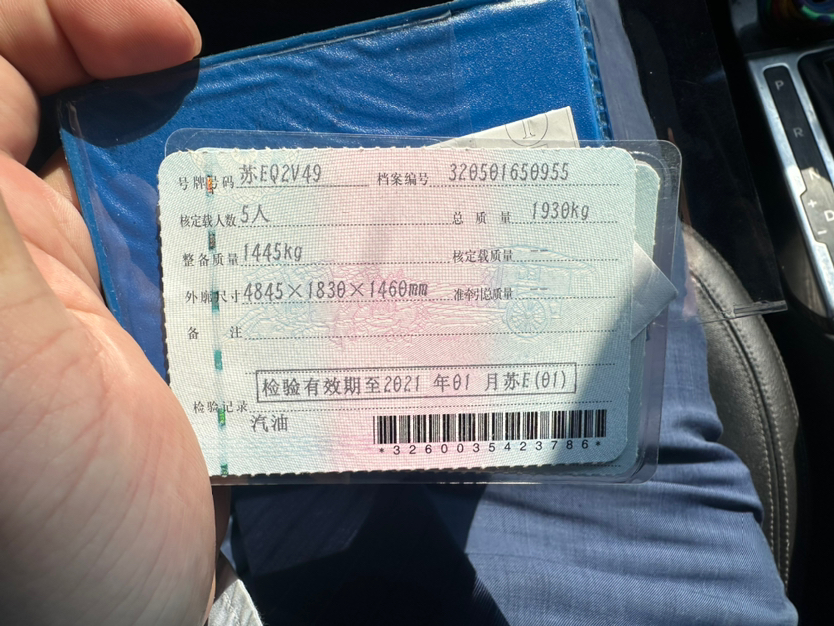 号牌号码 苏EQ2V49 档案编号 320501650955
核定载人数 5人 总质量 1930kg
整备质量 1445kg 核定载质量
外廓尺寸 4845×1830×1460mm 准牵引总质量
备注
检验有效期至2021 年01 月苏E(01)
检验记录
汽油
*3260035423786*
P
R
D
+
-